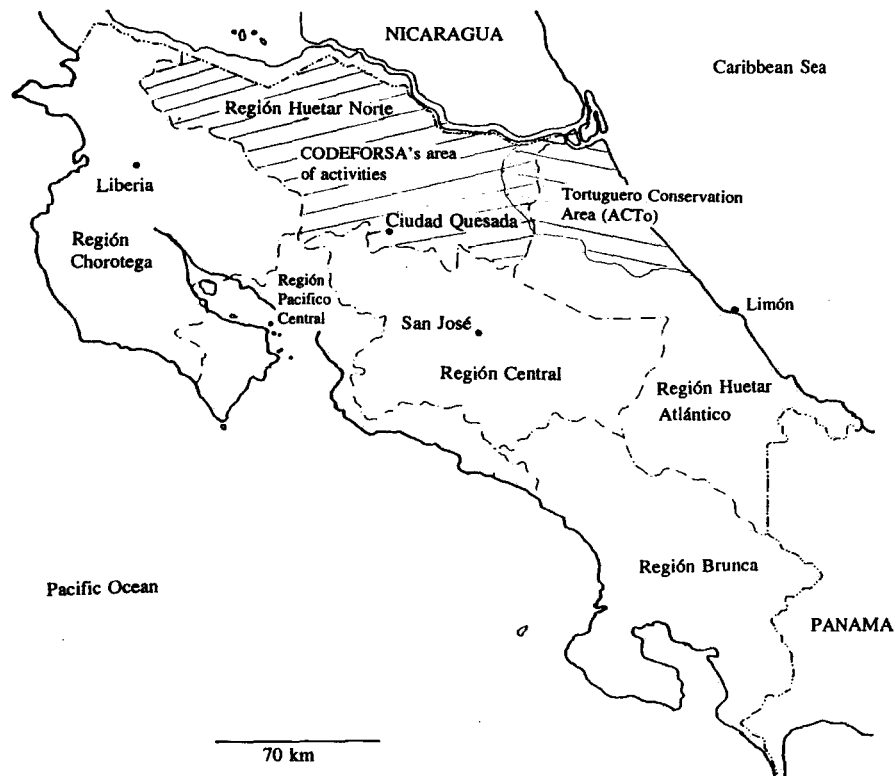 NICARAGUA
Caribbean Sea
Región Huetar Norte
CODEFORSA's area
of activities
Liberia
Tortuguero Conservation
Area (ACTo)
Ciudad Quesada
Región
Chorotega
Región
Pacifico
Central
Limón
San José
Región Central
Región Huetar
Atlántico
Región Brunca
Pacific Ocean
PANAMA
70 km